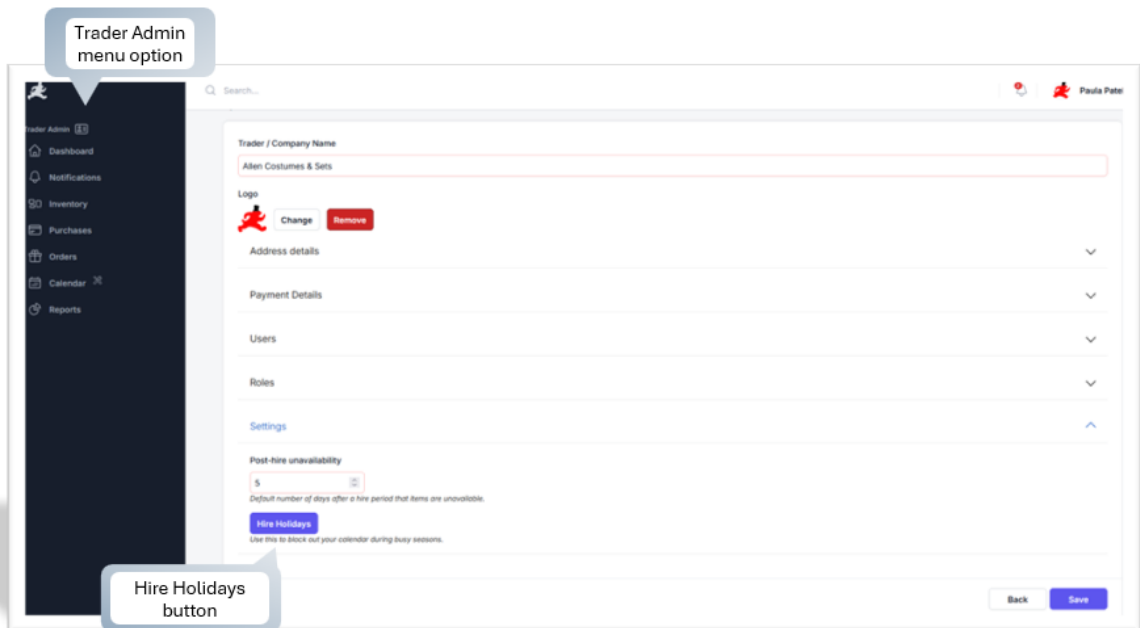 Trader Admin
menu option
Search...
Paula Patel
Trader Admin
Dashboard
Notifications
Inventory
Purchases
Orders
Calendar
Reports
Trader / Company Name
Allen Costumes & Sets
Logo
Change Remove
Address details
Payment Details
Users
Roles
Settings
Post-hire unavailability
5
Default number of days after a hire period that items are unavailable.
Hire Holidays
Use this to block out your calendar during busy seasons.
Hire Holidays
button
Back Save